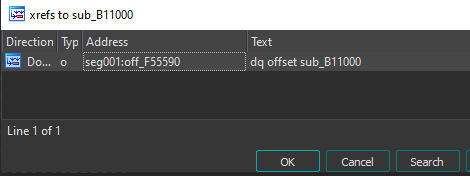 xrefs to sub_B11000
Direction Typ Address Text
Do... o seg001:off_F55590 dq offset sub_B11000
Line 1 of 1
OK Cancel Search